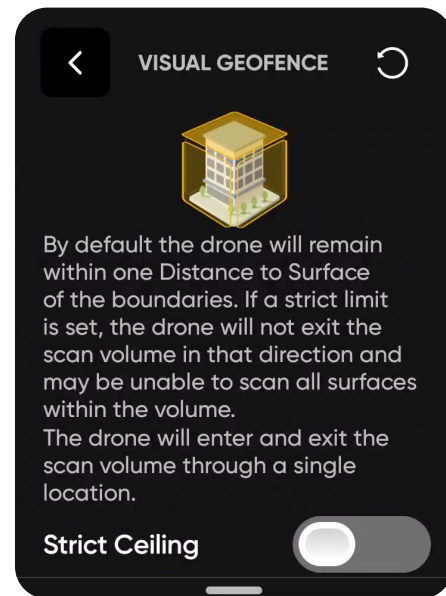 VISUAL GEOFENCE
By default the drone will remain
within one Distance to Surface
of the boundaries. If a strict limit
is set, the drone will not exit the
scan volume in that direction and
may be unable to scan all surfaces
within the volume.
The drone will enter and exit the
scan volume through a single
location.
Strict Ceiling